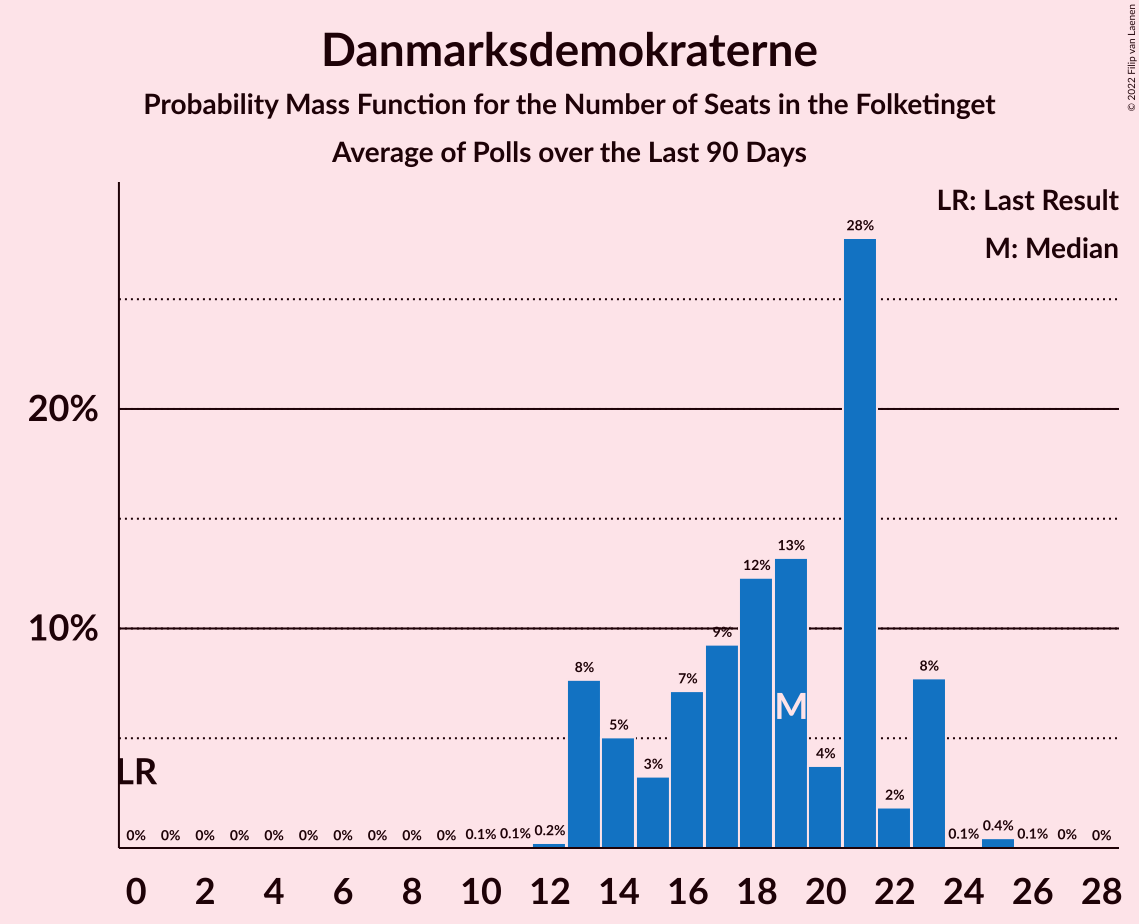 Danmarksdemokraterne
Probability Mass Function for the Number of Seats in the Folketinget
Average of Polls over the Last 90 Days
© 2022 Filip van Laenen
LR: Last Result
M: Median
28%
20%
13%
12%
10%
9%
8%
7%
8%
5%
3%
4%
2%
M
LR
0% 0% 0% 0% 0% 0% 0% 0% 0% 0% 0.1% 0.1% 0.2% 0.1% 0.4% 0.1% 0% 0%
0 2 4 6 8 10 12 14 16 18 20 22 24 26 28